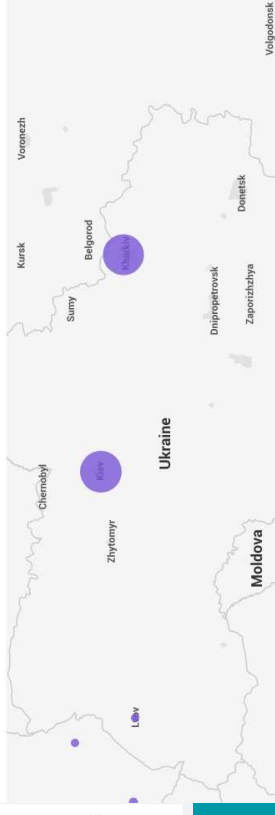 Volgodonsk
Voronezh
Kursk
Belgorod
Kharkiv
Sumy
Donetsk
Dnipropetrovsk
Zaporizhzhya
Chernobyl
Kiev
Zhytomyr
Ukraine
Moldova
Lviv